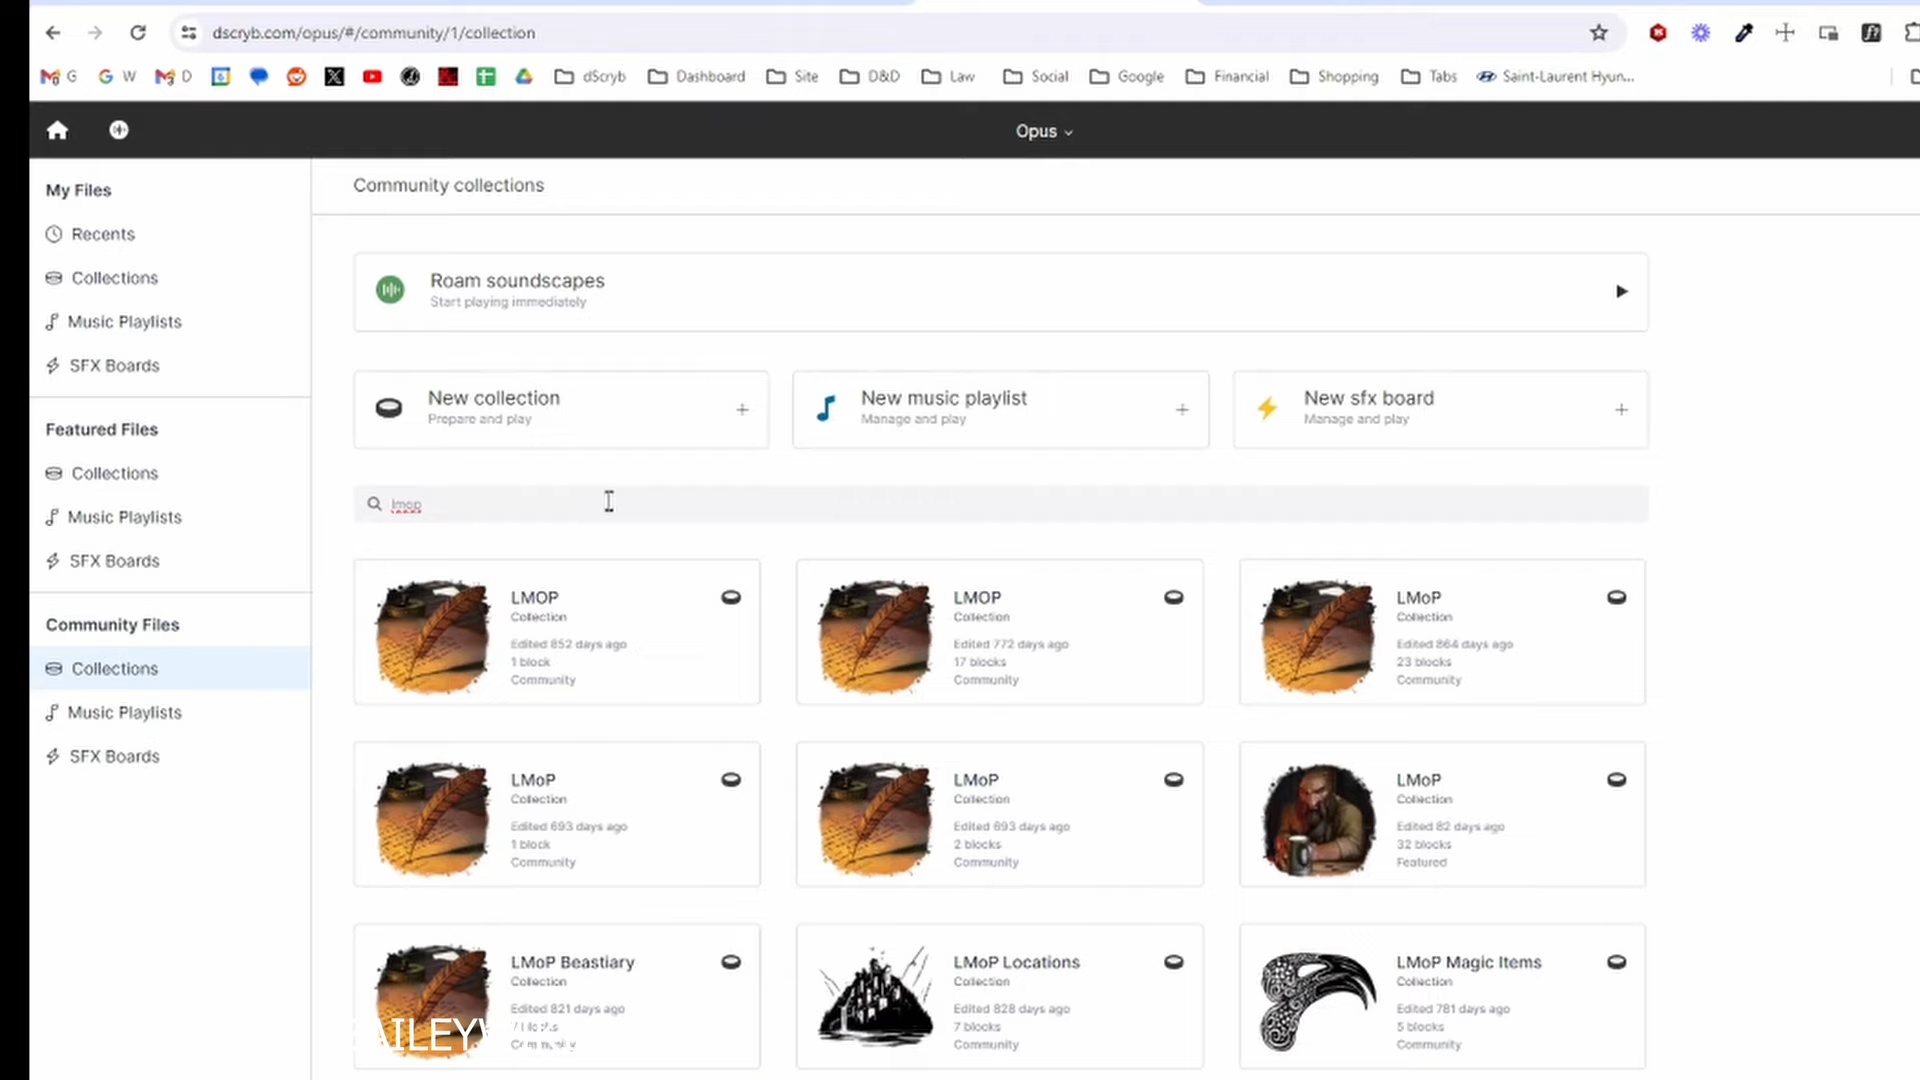 dscryb.com/opus/#/community/1/collection
G W D dScryb Dashboard Site D&D Law Social Google Financial Shopping Tabs Saint-Laurent Hyun...
Opus
My Files
Recents
Collections
Music Playlists
SFX Boards
Featured Files
Collections
Music Playlists
SFX Boards
Community Files
Collections
Music Playlists
SFX Boards
Community collections
Roam soundscapes
Start playing immediately
New collection
Prepare and play
New music playlist
Manage and play
New sfx board
Manage and play
lmop
LMOP
Collection
Edited 852 days ago
1 block
Community
LMOP
Collection
Edited 772 days ago
17 blocks
Community
LMoP
Collection
Edited 864 days ago
23 blocks
Community
LMoP
Collection
Edited 693 days ago
1 block
Community
LMoP
Collection
Edited 693 days ago
2 blocks
Community
LMoP
Collection
Edited 82 days ago
32 blocks
Featured
LMoP Beastiary
Collection
Edited 821 days ago
Community
LMoP Locations
Collection
Edited 828 days ago
7 blocks
Community
LMoP Magic Items
Collection
Edited 781 days ago
5 blocks
Community